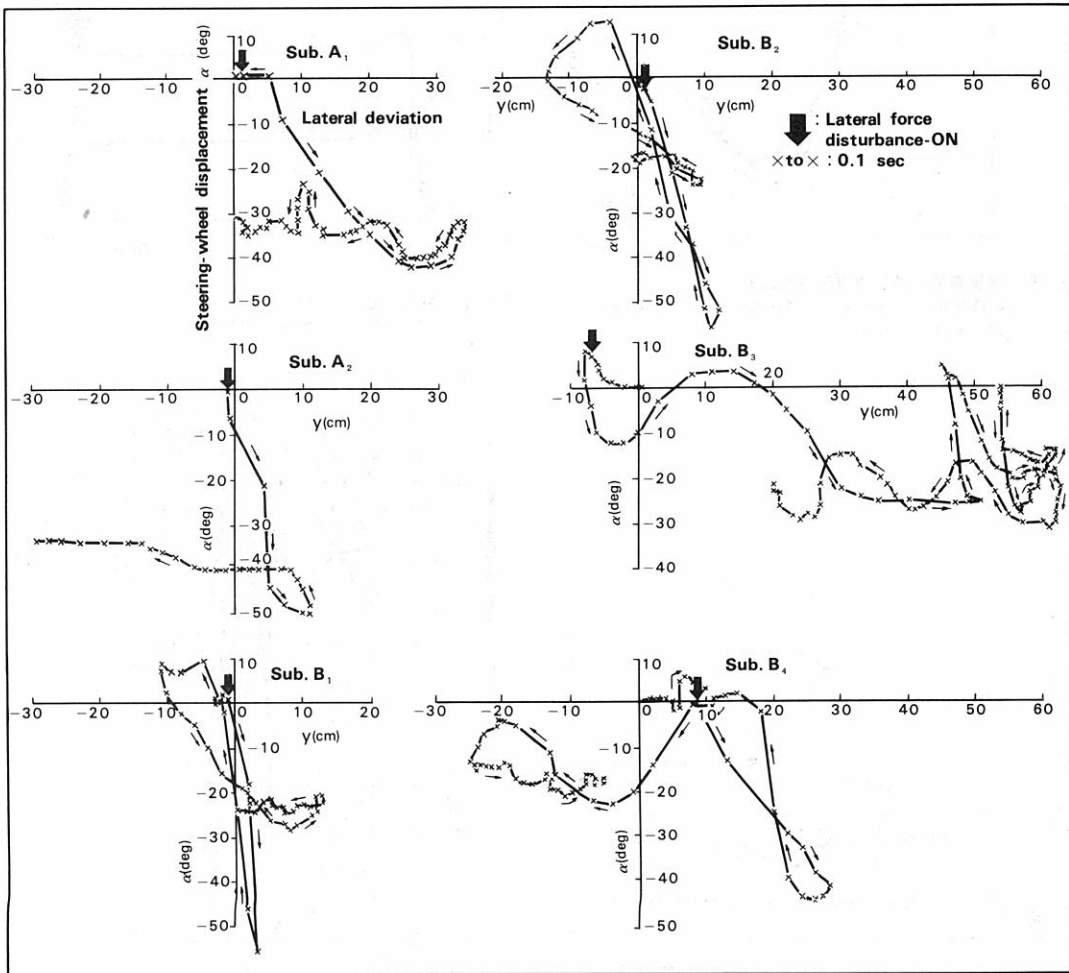 Steering-wheel displacement α (deg)
10
Sub. A₁
-30 -20 -10 0 10 20 30
y(cm)
Lateral deviation
-10
-20
-30
-40
-50
10
Sub. B₂
-20 -10 0 10 20 30 40 50 60
y(cm) y(cm)
: Lateral force
disturbance-ON
× to × : 0.1 sec
-10
-20
-30
-40
-50
α(deg)
10
Sub. A₂
-30 -20 -10 0 10 20 30
y(cm)
-10
-20
-30
-40
-50
α(deg)
10
Sub. B₃
-10 0 10 20 30 40 50 60
y(cm)
-10
-20
-30
-40
α(deg)
10
Sub. B₁
-30 -20 -10 0 10 20
y(cm)
-10
-20
-30
-40
-50
α(deg)
10
Sub. B₄
-30 -20 -10 0 10 20 30 40 50 60
y(cm)
-10
-20
-30
-40
-50
α(deg)